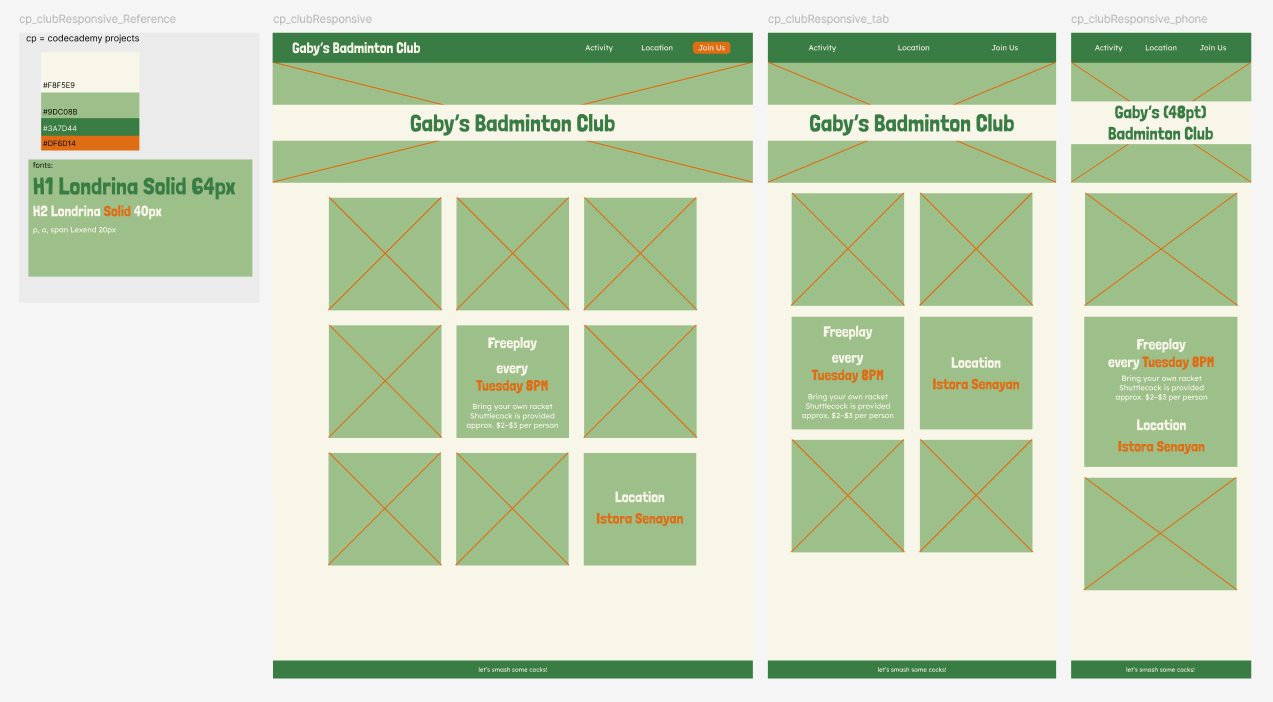 cp_clubResponsive_Reference
cp = codecademy projects
#F8F5E9
#9DC08B
#3A7D44
#DF6D14
fonts:
H1 Londrina Solid 64px
H2 Londrina Solid 40px
p, a, span Lexend 20px
cp_clubResponsive
Gaby's Badminton Club
Activity
Location
Join Us
Gaby's Badminton Club
Freeplay
every
Tuesday 8PM
Bring your own racket
Shuttlecock is provided
approx. $2-$3 per person
Location
Istora Senayan
let's smash some cocks!
cp_clubResponsive_tab
Activity
Location
Join Us
Gaby's Badminton Club
Freeplay
every
Tuesday 8PM
Bring your own racket
Shuttlecock is provided
approx. $2-$3 per person
Location
Istora Senayan
let's smash some cocks!
cp_clubResponsive_phone
Activity
Location
Join Us
Gaby's (48pt)
Badminton Club
Freeplay
every Tuesday 8PM
Bring your own racket
Shuttlecock is provided
approx. $2-$3 per person
Location
Istora Senayan
let's smash some cocks!